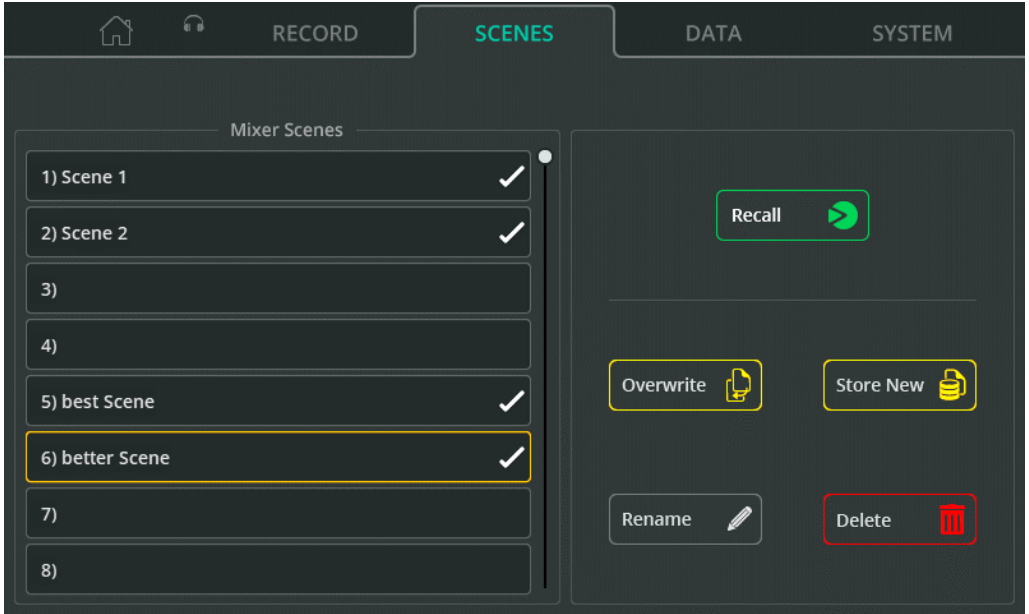 RECORD SCENES DATA SYSTEM
Mixer Scenes
1) Scene 1
2) Scene 2
3)
4)
5) best Scene
6) better Scene
7)
8)
Recall
Overwrite Store New
Rename Delete